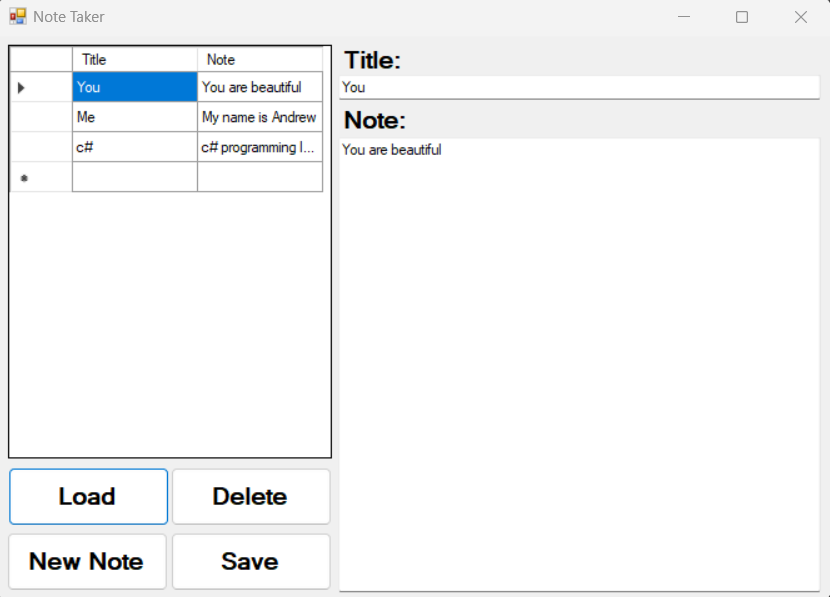 Note Taker
Title Note
You You are beautiful
Me My name is Andrew
c# c# programming l...
Load Delete
New Note Save
Title:
You
Note:
You are beautiful